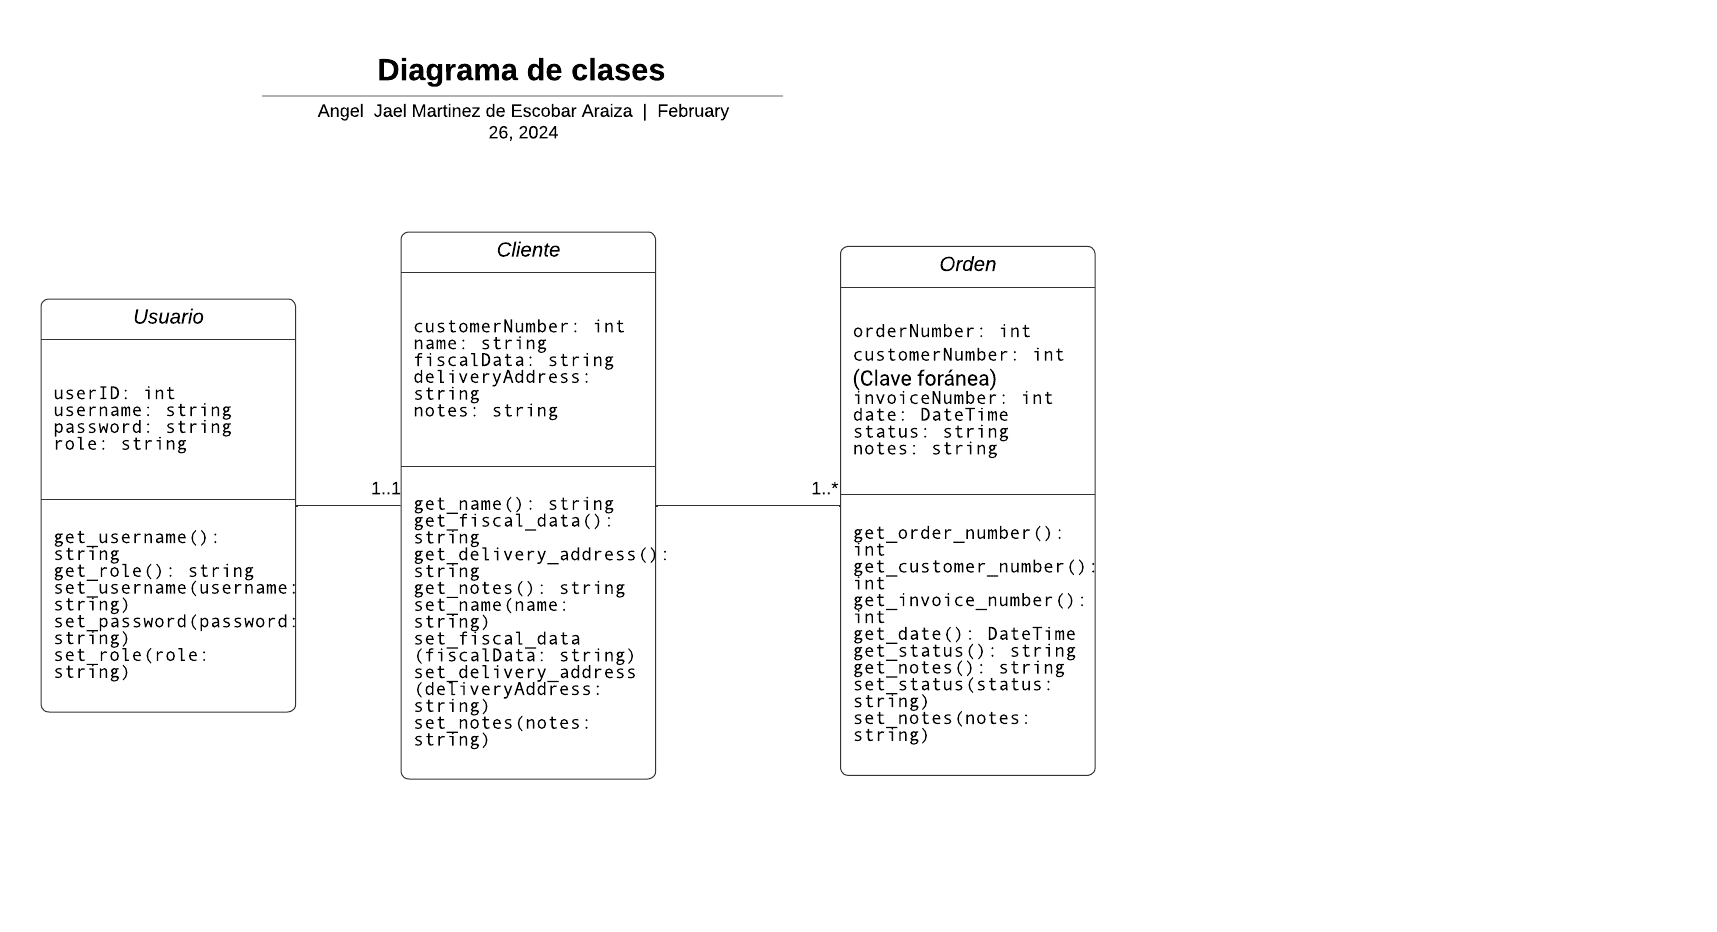 Diagrama de clases
Angel Jael Martinez de Escobar Araiza | February
26, 2024
Usuario
userID: int
username: string
password: string
role: string
get_username():
string
get_role(): string
set_username(username:
string)
set_password(password:
string)
set_role(role:
string)
1..1
Cliente
customerNumber: int
name: string
fiscalData: string
deliveryAddress:
string
notes: string
get_name(): string
get_fiscal_data():
string
get_delivery_address():
string
get_notes(): string
set_name(name:
string)
set_fiscal_data
(fiscalData: string)
set_delivery_address
(deliveryAddress:
string)
set_notes(notes:
string)
1..*
Orden
orderNumber: int
customerNumber: int
(Clave foránea)
invoiceNumber: int
date: DateTime
status: string
notes: string
get_order_number():
int
get_customer_number():
int
get_invoice_number():
int
get_date(): DateTime
get_status(): string
get_notes(): string
set_status(status:
string)
set_notes(notes:
string)